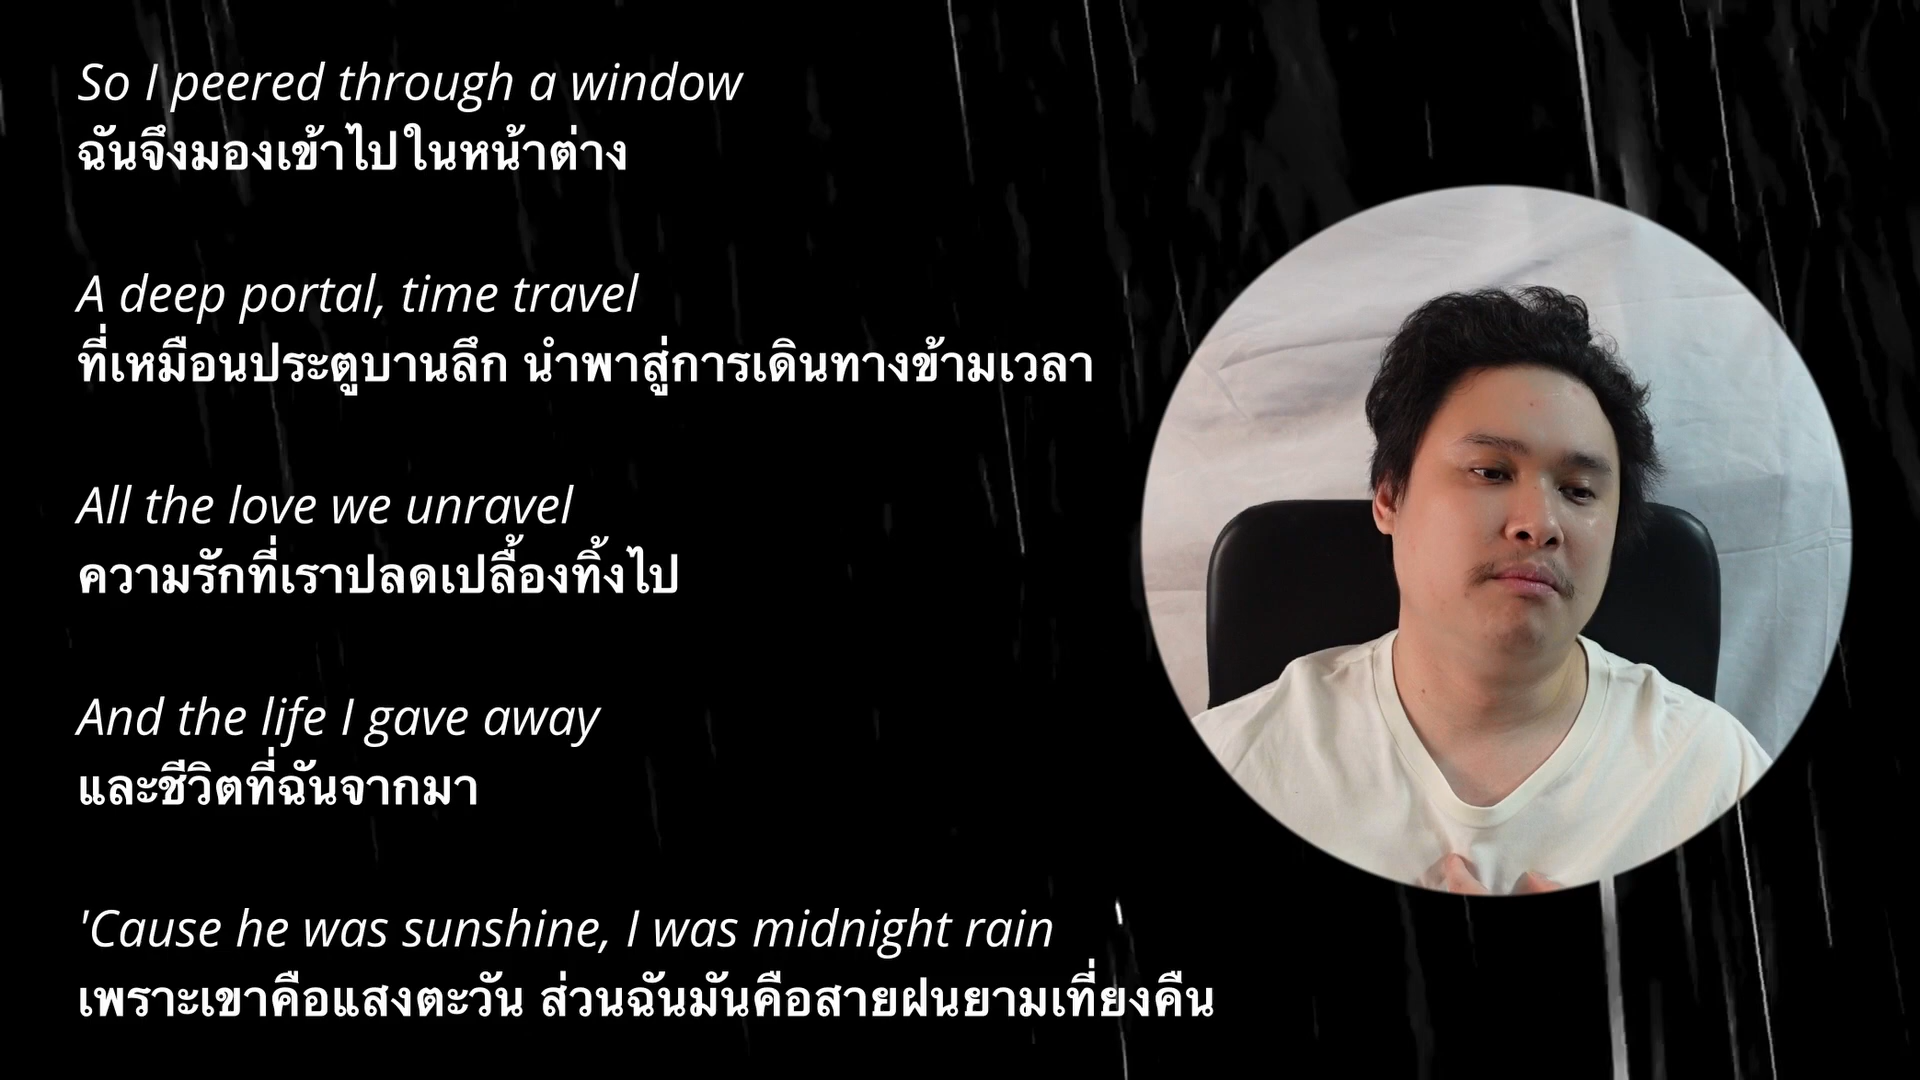 So I peered through a window
ฉันจึงมองเข้าไปในหน้าต่าง
A deep portal, time travel
ที่เหมือนประตูบานลึก นำพาสู่การเดินทางข้ามเวลา
All the love we unravel
ความรักที่เราปลดเปลื้องทิ้งไป
And the life I gave away
และชีวิตที่ฉันจากมา
'Cause he was sunshine, I was midnight rain
เพราะเขาคือแสงตะวัน ส่วนฉันมันคือสายฝนยามเที่ยงคืน